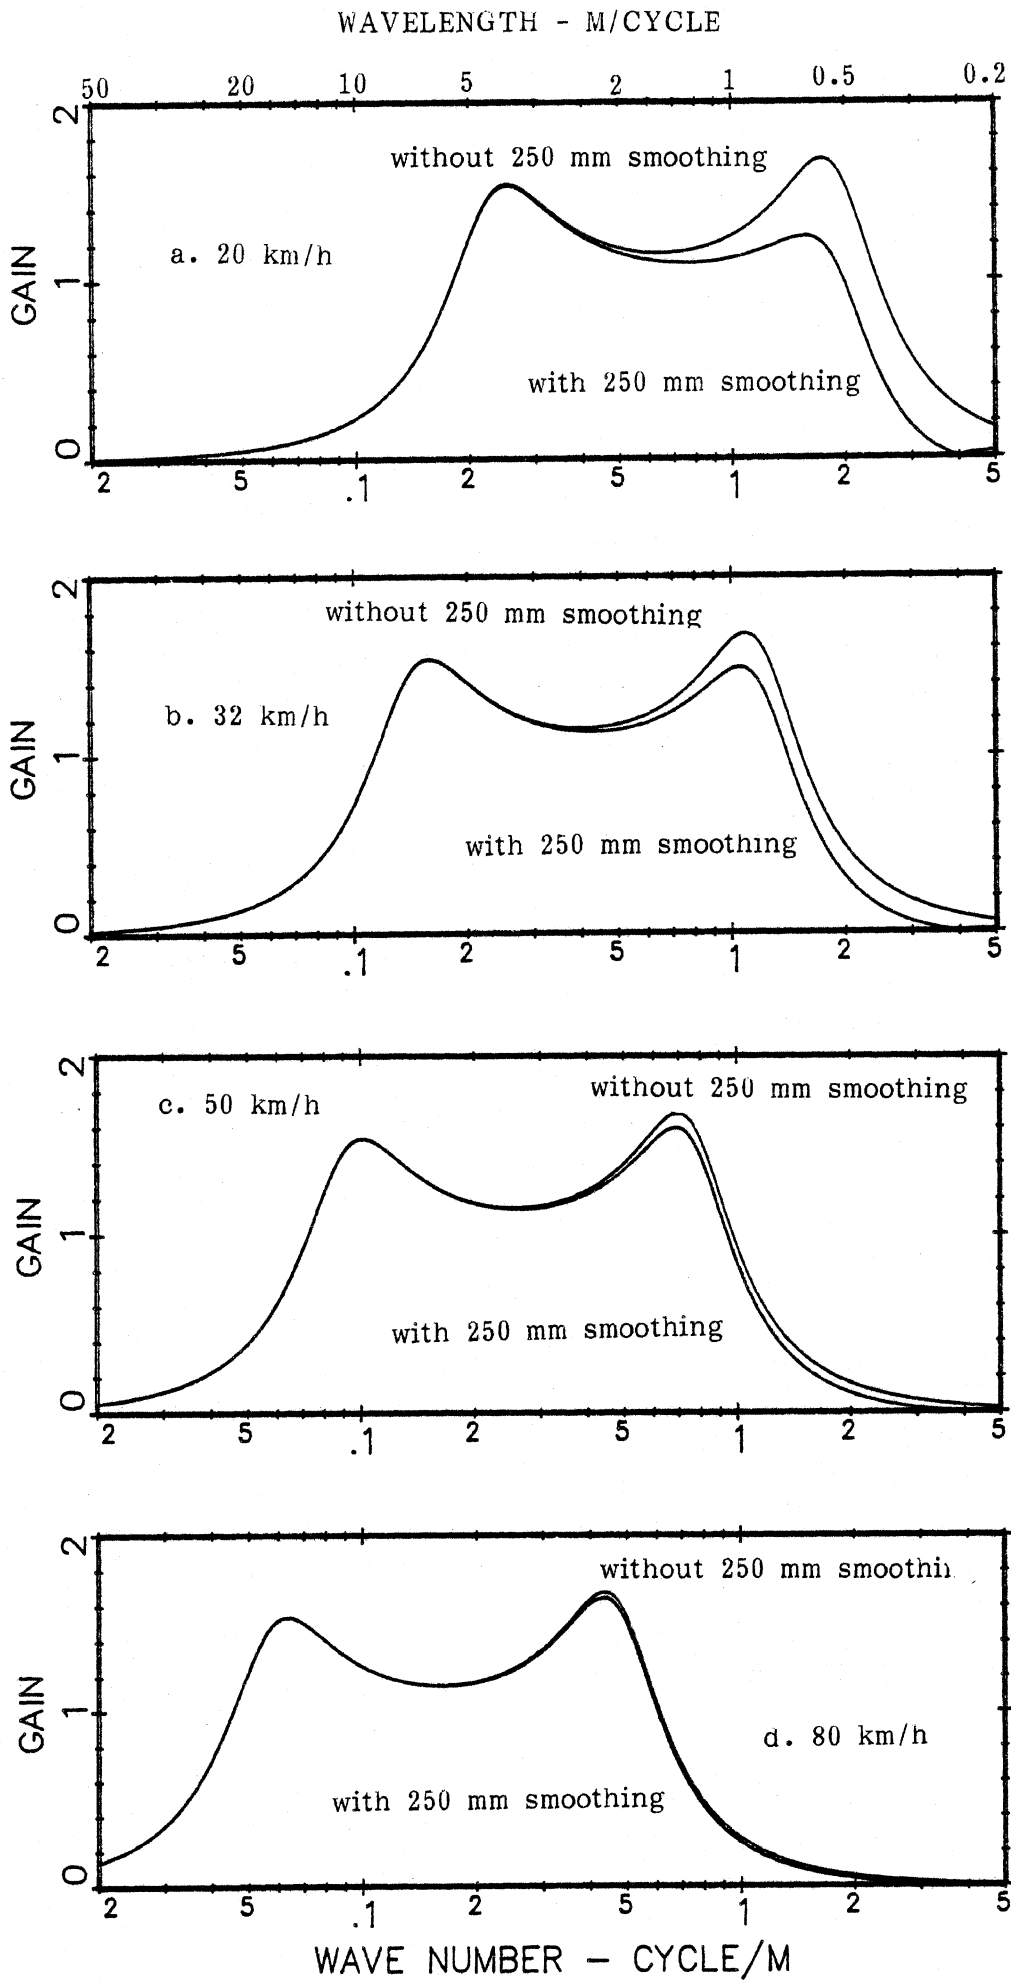 WAVELENGTH - M/CYCLE
50 20 10 5 2 1 0.5 0.2
2
without 250 mm smoothing
a. 20 km/h
GAIN
1
with 250 mm smoothing
0
2 5 .1 2 5 1 2 5
2
without 250 mm smoothing
b. 32 km/h
GAIN
1
with 250 mm smoothing
0
2 5 .1 2 5 1 2 5
2
without 250 mm smoothing
c. 50 km/h
GAIN
1
with 250 mm smoothing
0
2 5 .1 2 5 1 2 5
2
without 250 mm smoothin
GAIN
1
d. 80 km/h
with 250 mm smoothing
0
2 5 .1 2 5 1 2 5
WAVE NUMBER - CYCLE/M